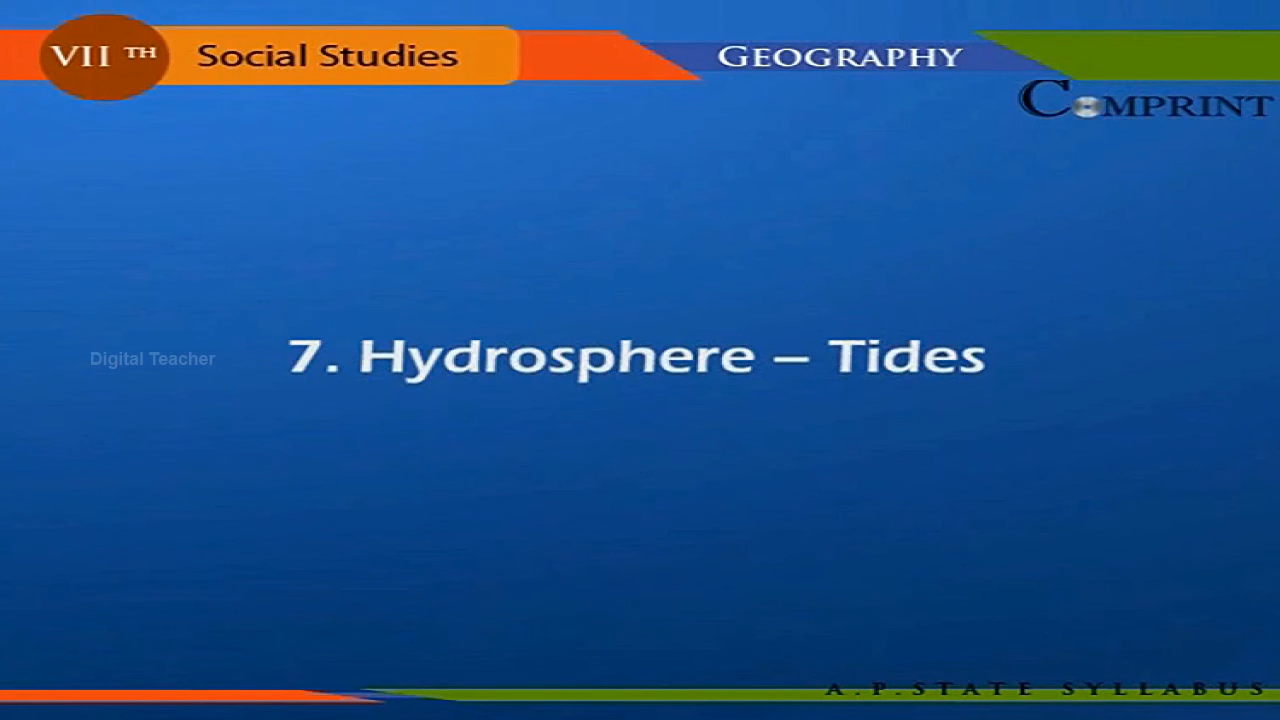 VII TH Social Studies
GEOGRAPHY
COMPRINT
Digital Teacher
7. Hydrosphere – Tides
A.P.STATE SYLLABUS